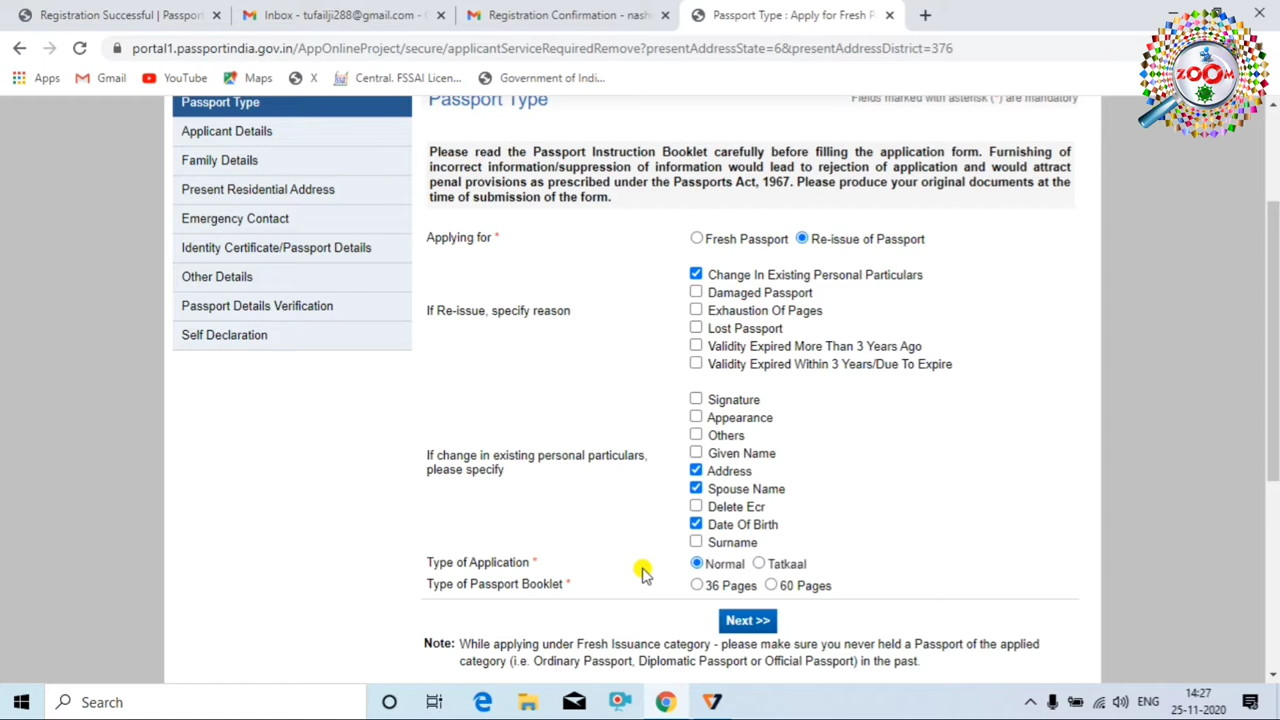 Registration Successful | Passpor
Inbox - tufailji288@gmail.com - G
Registration Confirmation - nash
Passport Type : Apply for Fresh P
portal1.passportindia.gov.in/AppOnlineProject/secure/applicantServiceRequiredRemove?presentAddressState=6&presentAddressDistrict=376
Apps
Gmail
YouTube
Maps
X
Central. FSSAI Licen...
Government of Indi...
ZOOM
Passport Type
Applicant Details
Family Details
Present Residential Address
Emergency Contact
Identity Certificate/Passport Details
Other Details
Passport Details Verification
Self Declaration
Passport Type
Fields marked with asterisk (*) are mandatory
Please read the Passport Instruction Booklet carefully before filling the application form. Furnishing of
incorrect information/suppression of information would lead to rejection of application and would attract
penal provisions as prescribed under the Passports Act, 1967. Please produce your original documents at the
time of submission of the form.
Applying for *
Fresh Passport
Re-issue of Passport
If Re-issue, specify reason
Change In Existing Personal Particulars
Damaged Passport
Exhaustion Of Pages
Lost Passport
Validity Expired More Than 3 Years Ago
Validity Expired Within 3 Years/Due To Expire
If change in existing personal particulars,
please specify
Signature
Appearance
Others
Given Name
Address
Spouse Name
Delete Ecr
Date Of Birth
Surname
Type of Application *
Normal
Tatkaal
Type of Passport Booklet *
36 Pages
60 Pages
Next >>
Note: While applying under Fresh Issuance category - please make sure you never held a Passport of the applied
category (i.e. Ordinary Passport, Diplomatic Passport or Official Passport) in the past.
Search
ENG
14:27
25-11-2020